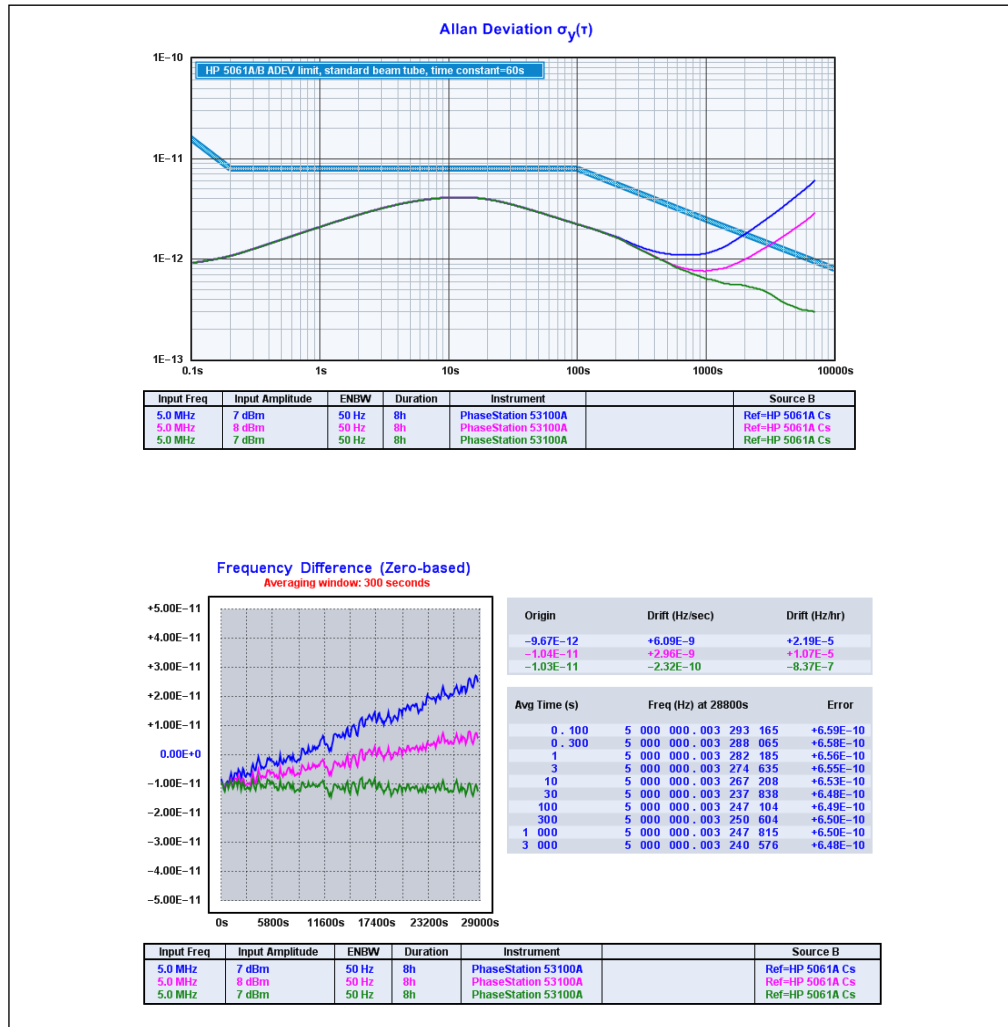 Allan Deviation σy(τ)
1E-10
HP 5061A/B ADEV limit, standard beam tube, time constant=60s
1E-11
1E-12
1E-13
0.1s 1s 10s 100s 1000s 10000s
Input Freq Input Amplitude ENBW Duration Instrument Source B
5.0 MHz 7 dBm 50 Hz 8h PhaseStation 53100A Ref=HP 5061A Cs
5.0 MHz 8 dBm 50 Hz 8h PhaseStation 53100A Ref=HP 5061A Cs
5.0 MHz 7 dBm 50 Hz 8h PhaseStation 53100A Ref=HP 5061A Cs
Frequency Difference (Zero-based)
Averaging window: 300 seconds
+5.00E-11
+4.00E-11
+3.00E-11
+2.00E-11
+1.00E-11
0.00E+0
-1.00E-11
-2.00E-11
-3.00E-11
-4.00E-11
-5.00E-11
0s 5800s 11600s 17400s 23200s 29000s
Origin Drift (Hz/sec) Drift (Hz/hr)
-9.67E-12 +6.09E-9 +2.19E-5
-1.04E-11 +2.96E-9 +1.07E-5
-1.03E-11 -2.32E-10 -8.37E-7
Avg Time (s) Freq (Hz) at 28800s Error
0.100 5 000 000.003 293 165 +6.59E-10
0.300 5 000 000.003 288 065 +6.58E-10
1 5 000 000.003 282 185 +6.56E-10
3 5 000 000.003 274 635 +6.55E-10
10 5 000 000.003 267 208 +6.53E-10
30 5 000 000.003 237 838 +6.48E-10
100 5 000 000.003 247 104 +6.49E-10
300 5 000 000.003 250 604 +6.50E-10
1 000 5 000 000.003 247 815 +6.50E-10
3 000 5 000 000.003 240 576 +6.48E-10
Input Freq Input Amplitude ENBW Duration Instrument Source B
5.0 MHz 7 dBm 50 Hz 8h PhaseStation 53100A Ref=HP 5061A Cs
5.0 MHz 8 dBm 50 Hz 8h PhaseStation 53100A Ref=HP 5061A Cs
5.0 MHz 7 dBm 50 Hz 8h PhaseStation 53100A Ref=HP 5061A Cs